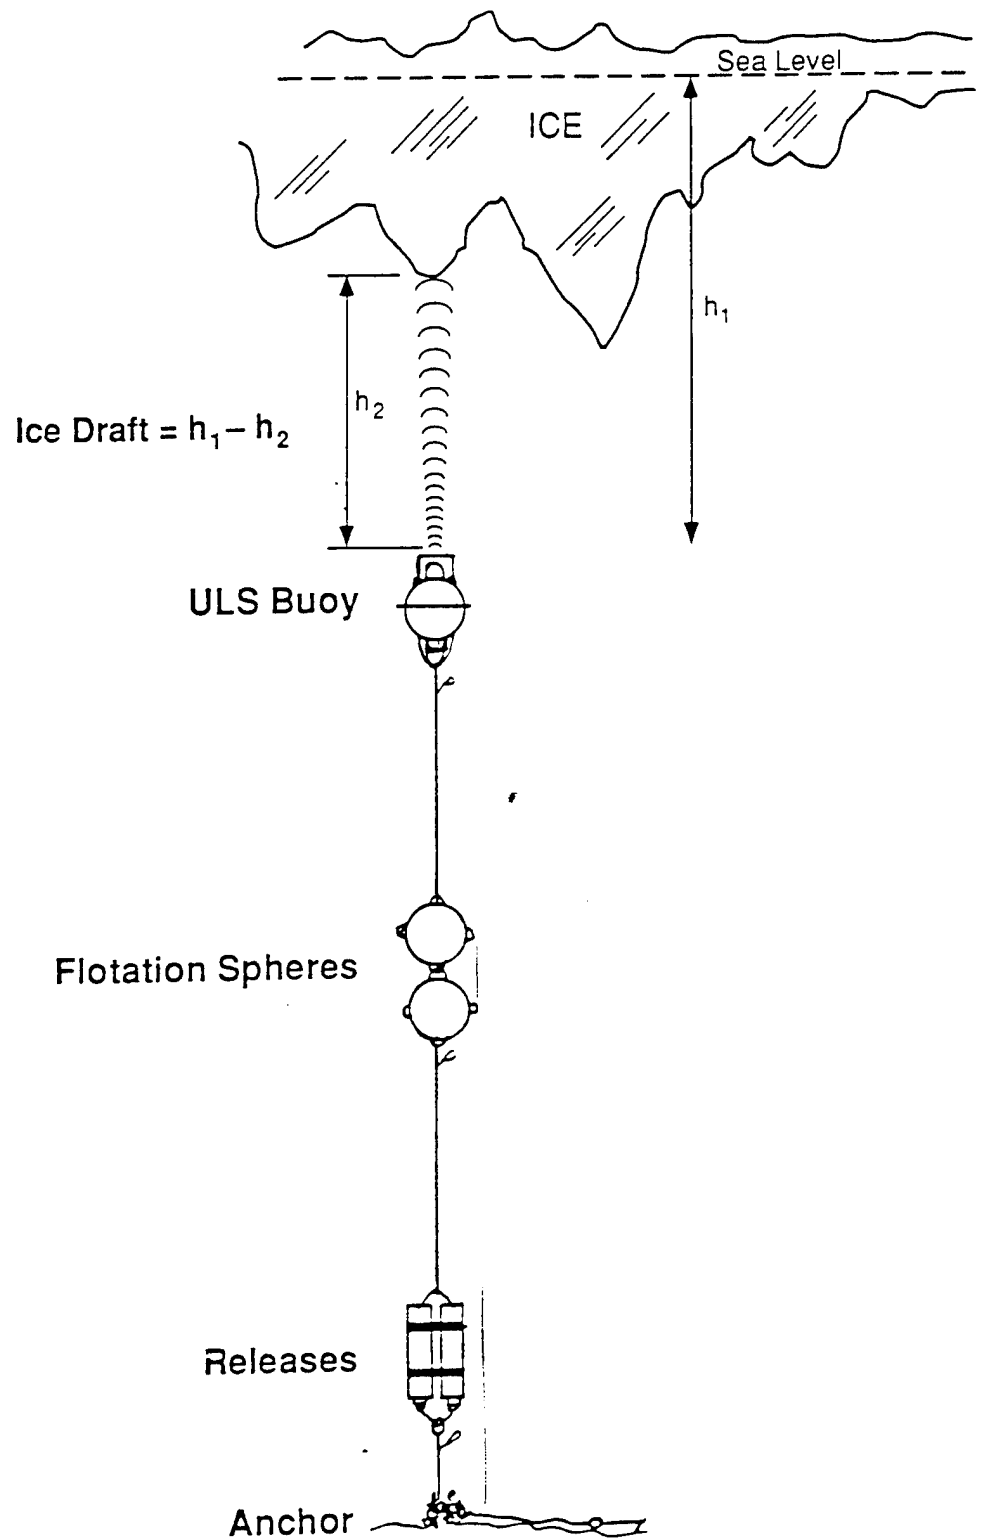 Sea Level
ICE
h₁
h₂
Ice Draft = h₁ – h₂
ULS Buoy
Flotation Spheres
Releases
Anchor